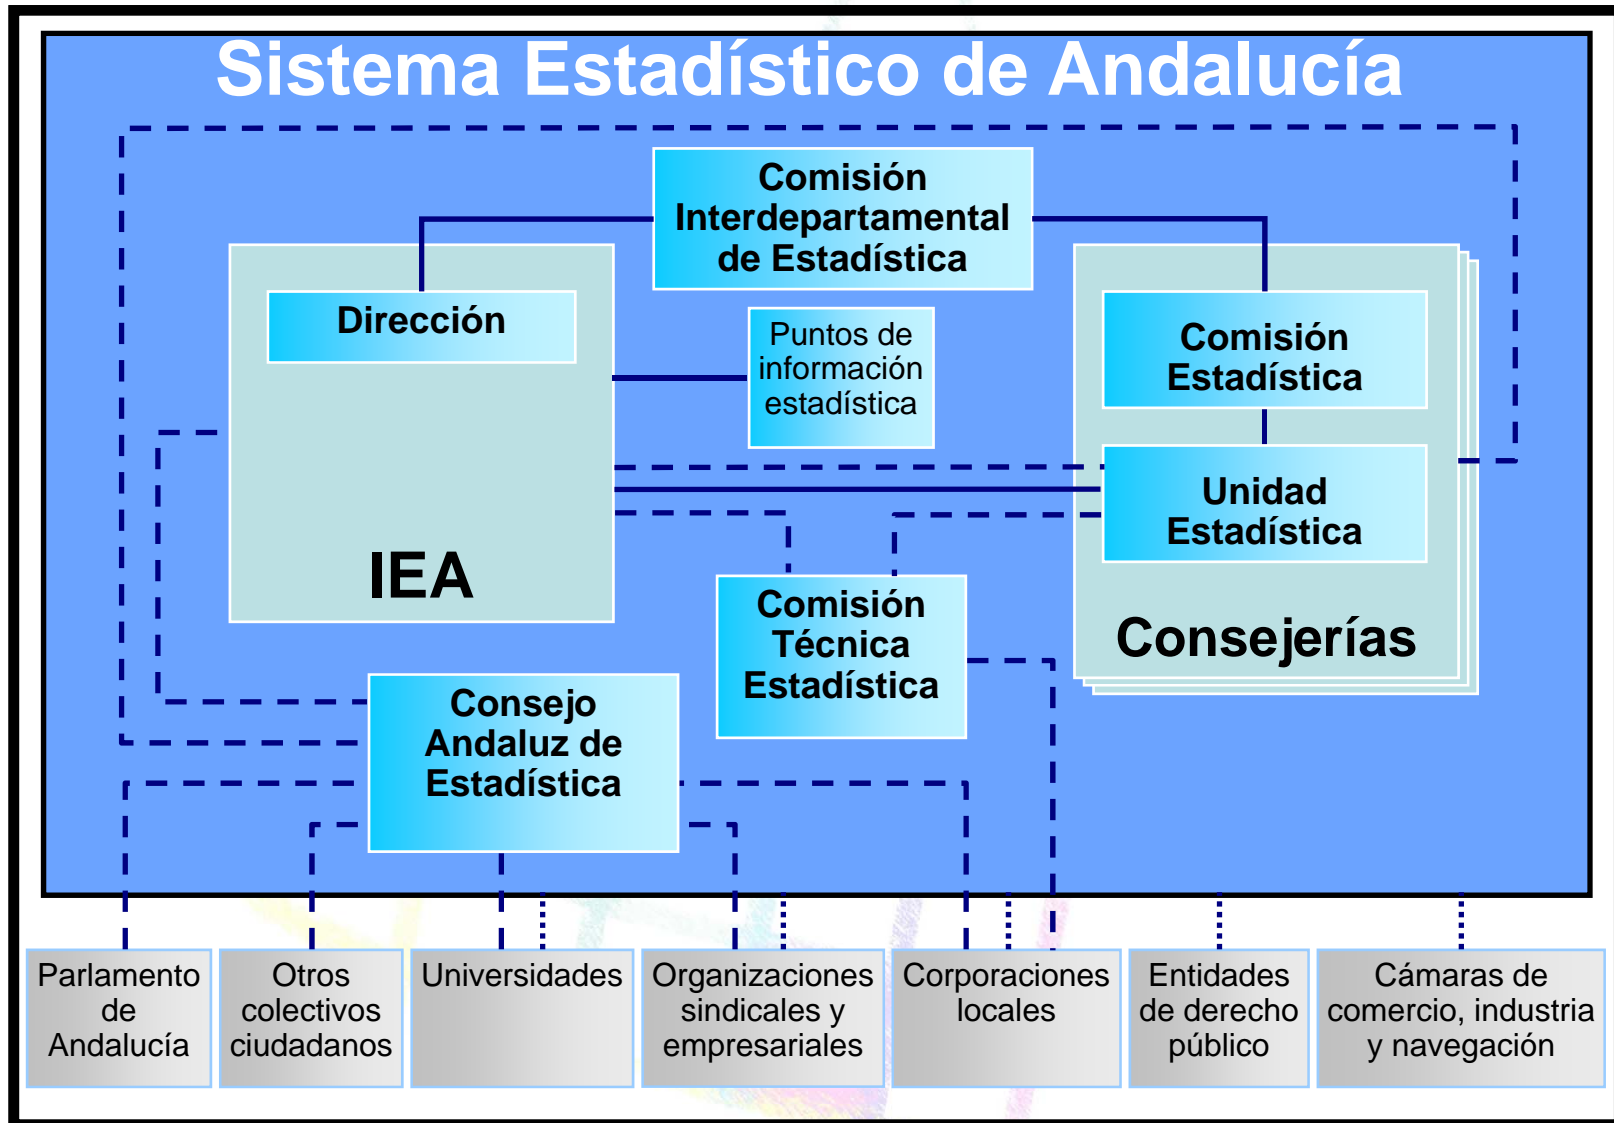 Sistema Estadístico de Andalucía
Comisión
Interdepartamental
de Estadística
Dirección
Puntos de
información
estadística
Comisión
Estadística
Unidad
Estadística
IEA
Comisión
Técnica
Estadística
Consejerías
Consejo
Andaluz de
Estadística
Parlamento
de
Andalucía
Otros
colectivos
ciudadanos
Universidades
Organizaciones
sindicales y
empresariales
Corporaciones
locales
Entidades
de derecho
público
Cámaras de
comercio, industria
y navegación